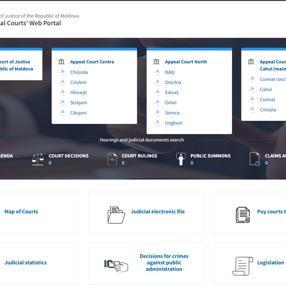 of Justice of the Republic of Moldova
al Courts' Web Portal
ourt of Justice
ublic of Moldova
Appeal Court Centre
Chișinău
Criuleni
Hîncești
Strășeni
Căușeni
Appeal Court North
Bălți
Drochia
Edineț
Orhei
Soroca
Ungheni
Appeal Cou
Cahul (main
Comrat (secon
Cahul
Comrat
Cimișlia
Hearings and judicial documents search
ENDA
COURT DECISIONS
0
COURT RULINGS
0
PUBLIC SUMMONS
0
CLAIMS A
0
Map of Courts
Judicial electronic file
Pay courts t
Judicial statistics
Decisions for crimes
against public
administration
Legislation